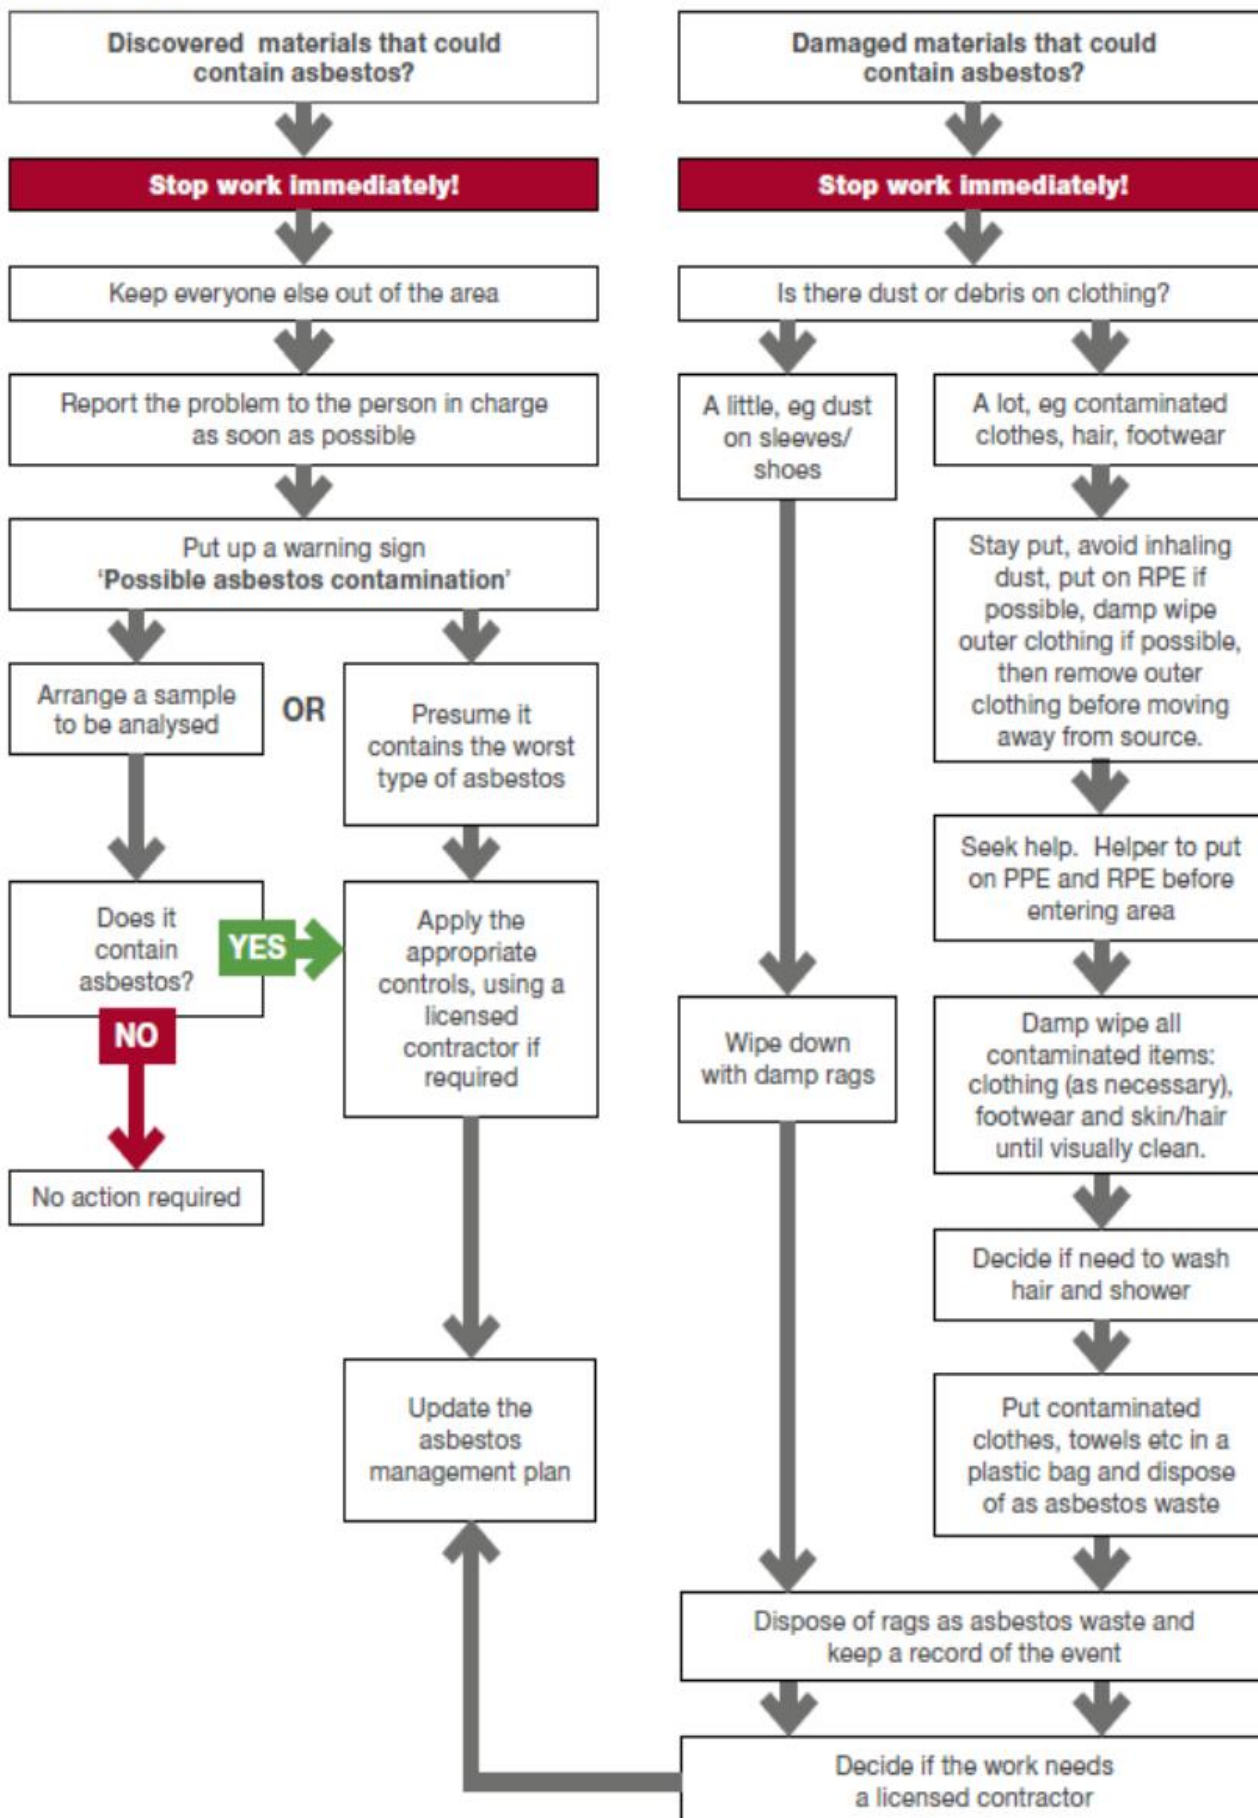 Discovered materials that could
contain asbestos?
Stop work immediately!
Keep everyone else out of the area
Report the problem to the person in charge
as soon as possible
Put up a warning sign
‘Possible asbestos contamination’
Arrange a sample
to be analysed
OR
Presume it
contains the worst
type of asbestos
Does it
contain
asbestos?
YES
NO
No action required
Apply the
appropriate
controls, using a
licensed
contractor if
required
Update the
asbestos
management plan
Damaged materials that could
contain asbestos?
Stop work immediately!
Is there dust or debris on clothing?
A little, eg dust
on sleeves/
shoes
Wipe down
with damp rags
A lot, eg contaminated
clothes, hair, footwear
Stay put, avoid inhaling
dust, put on RPE if
possible, damp wipe
outer clothing if possible,
then remove outer
clothing before moving
away from source.
Seek help.  Helper to put
on PPE and RPE before
entering area
Damp wipe all
contaminated items:
clothing (as necessary),
footwear and skin/hair
until visually clean.
Decide if need to wash
hair and shower
Put contaminated
clothes, towels etc in a
plastic bag and dispose
of as asbestos waste
Dispose of rags as asbestos waste and
keep a record of the event
Decide if the work needs
a licensed contractor